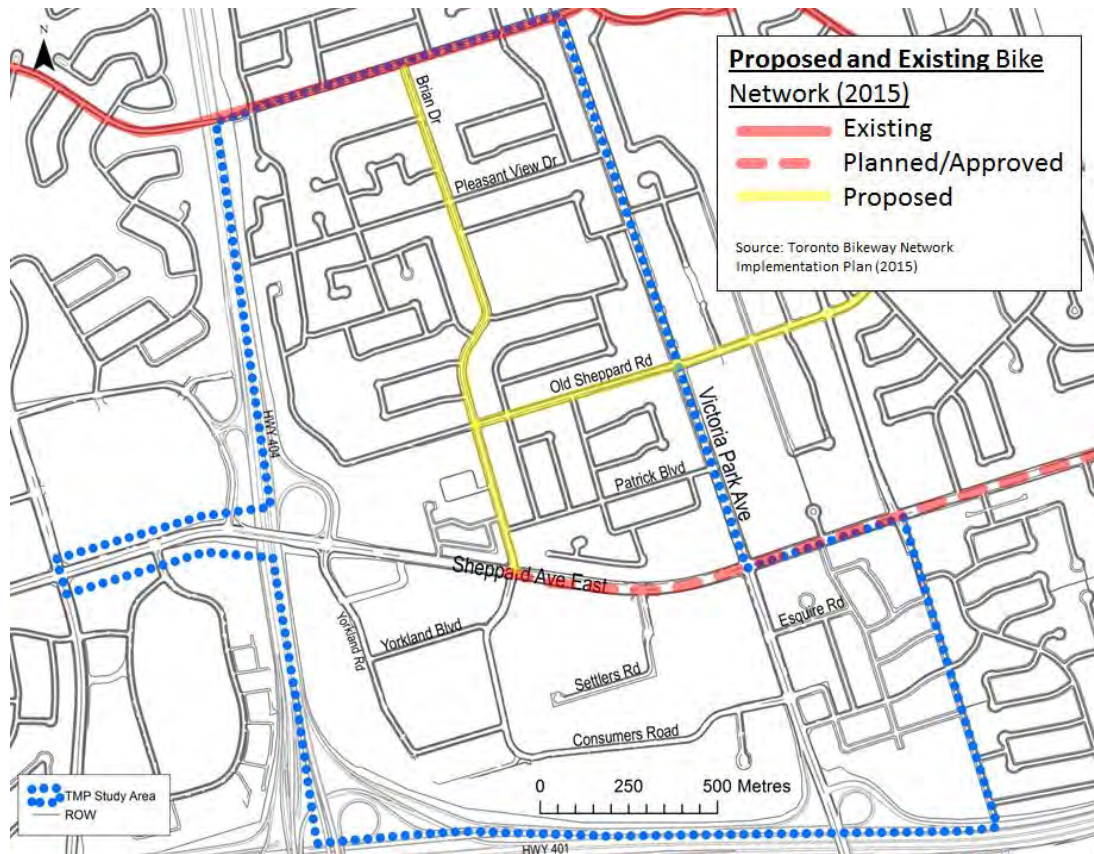 N
Proposed and Existing Bike
Network (2015)
Existing
Planned/Approved
Proposed
Source: Toronto Bikeway Network
Implementation Plan (2015)
Brian Dr
Pleasant View Dr
Old Sheppard Rd
HWY 404
Victoria Park Ave
Patrick Blvd
Sheppard Ave East
Esquire Rd
Yorkland Rd
Yorkland Blvd
Settlers Rd
Consumers Road
0 250 500 Metres
TMP Study Area
ROW
HWY 401